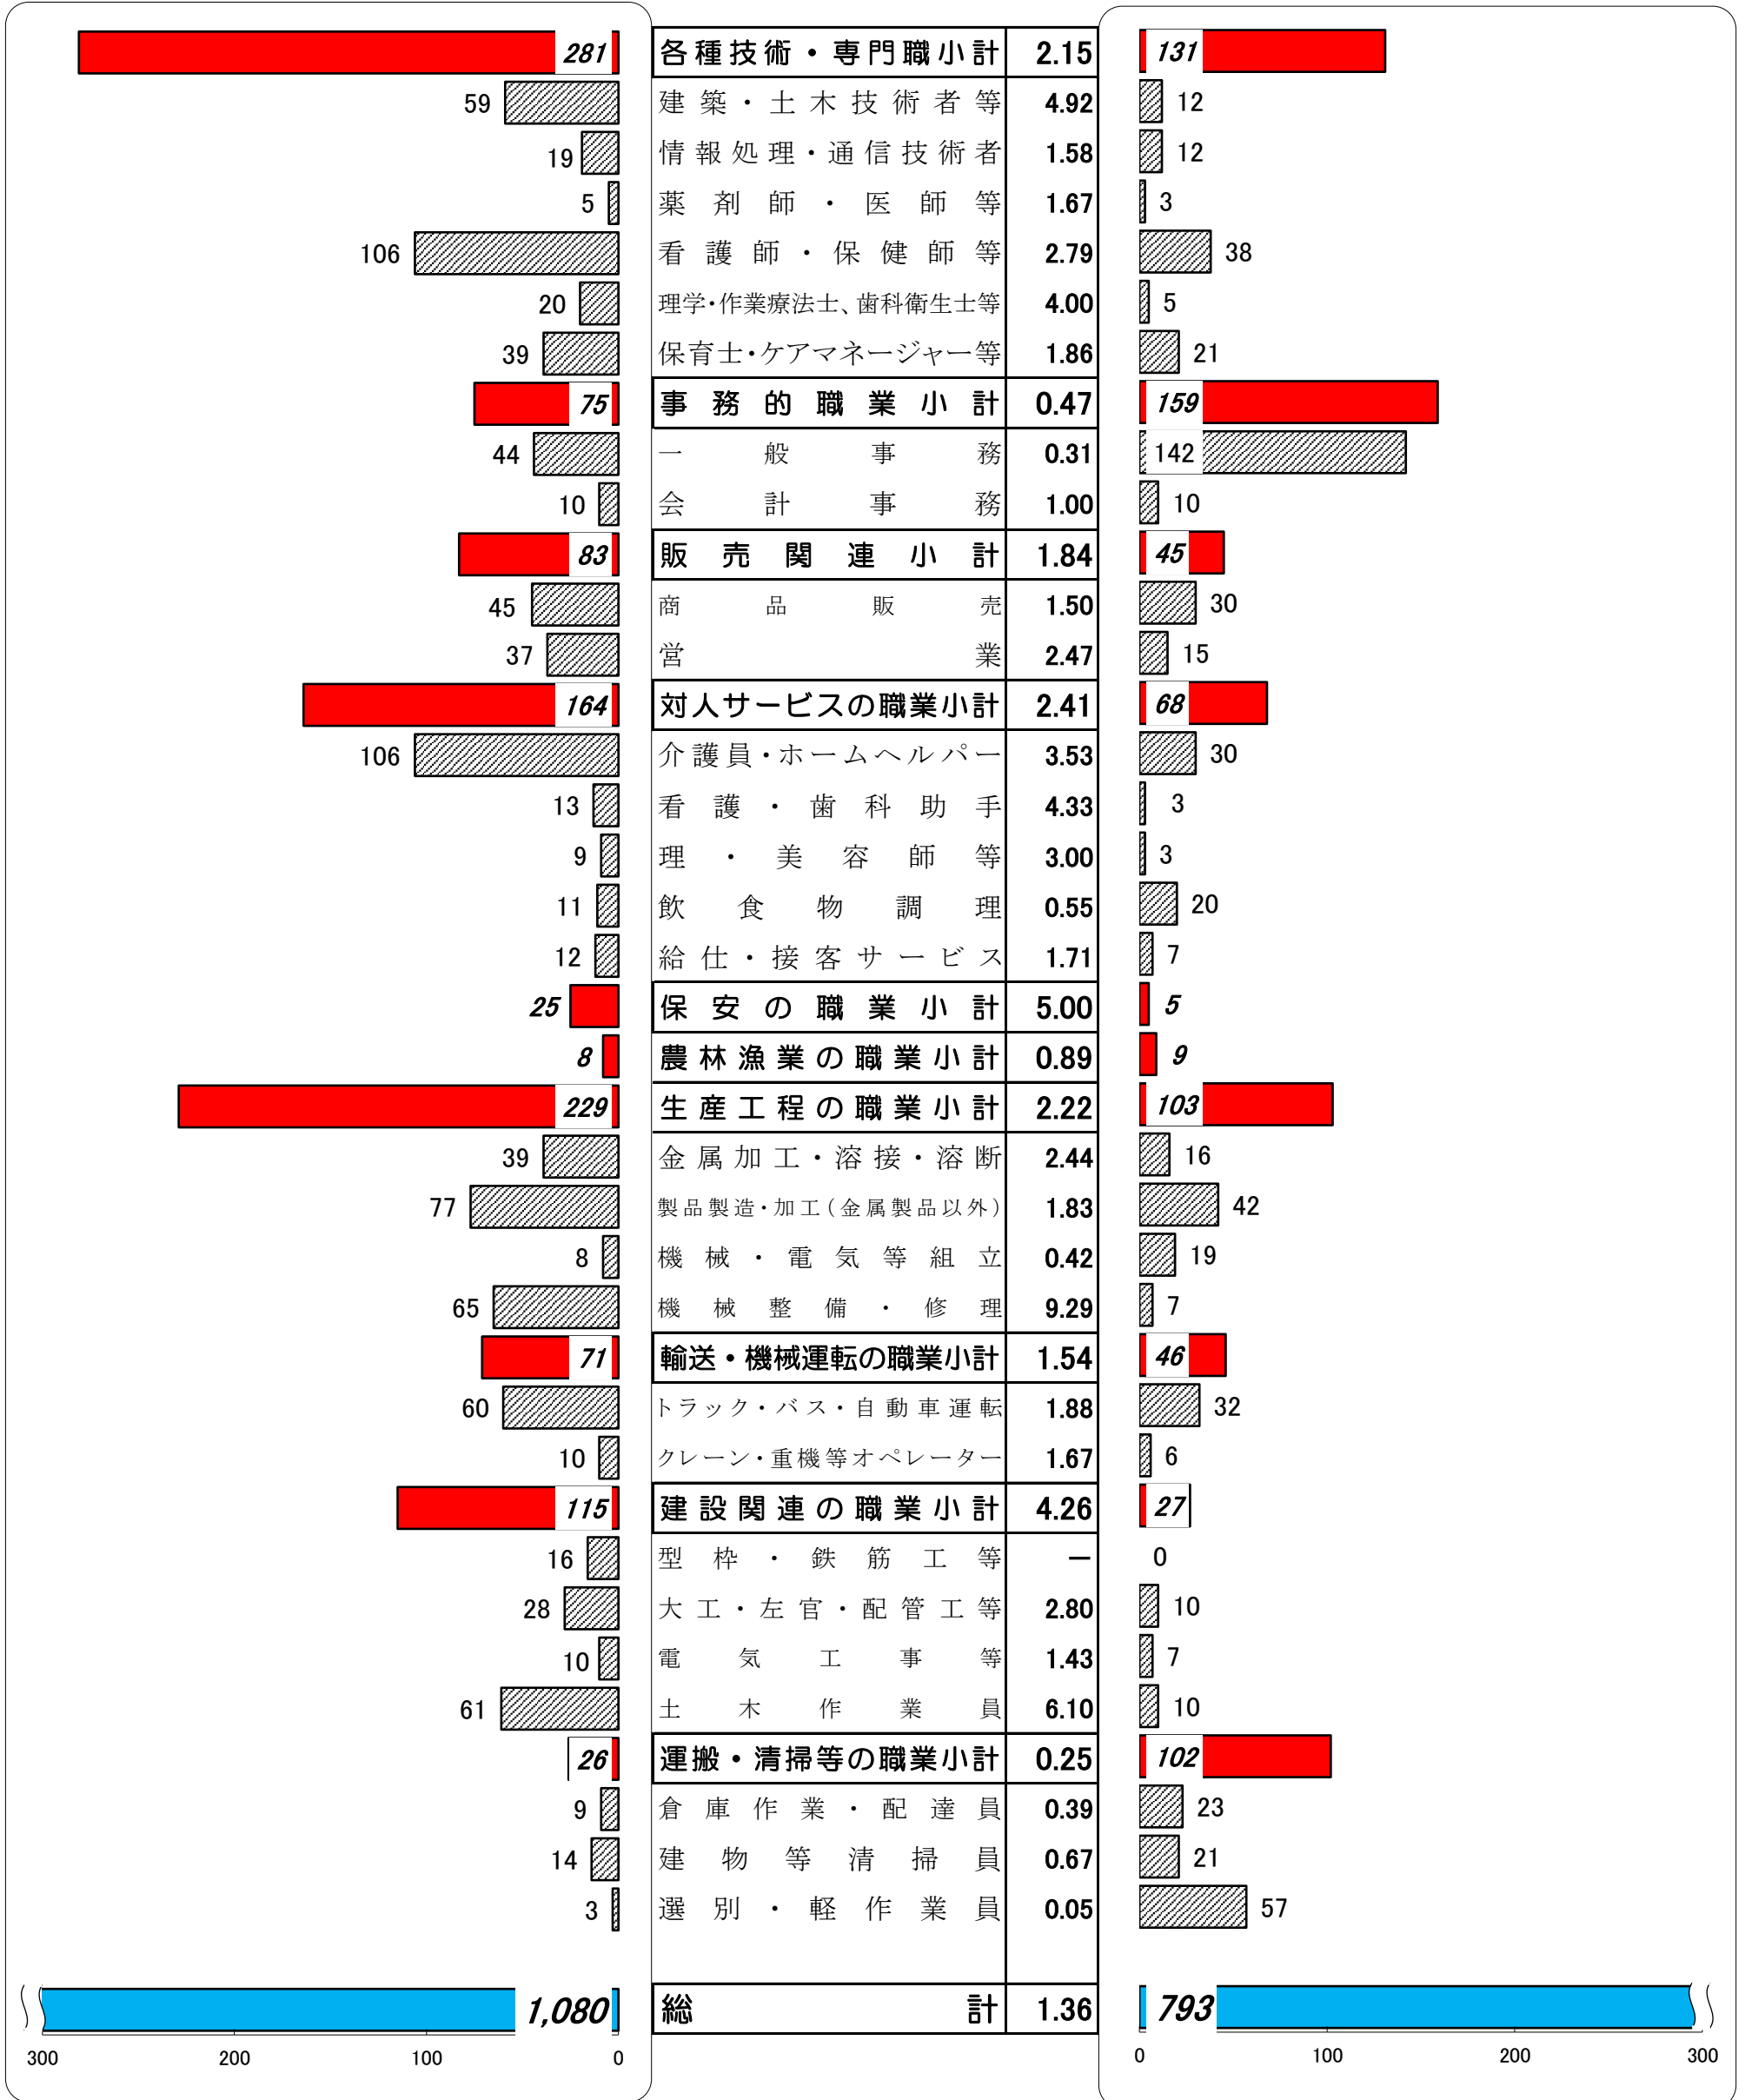 281 各種技術・専門職小計 2.15 131
59 建築・土木技術者等 4.92 12
19 情報処理・通信技術者 1.58 12
5 薬剤師・医師等 1.67 3
106 看護師・保健師等 2.79 38
20 理学・作業療法士、歯科衛生士等 4.00 5
39 保育士・ケアマネージャー等 1.86 21
75 事務的職業小計 0.47 159
44 一般事務 0.31 142
10 会計事務 1.00 10
83 販売関連小計 1.84 45
45 商品販売 1.50 30
37 営業 2.47 15
164 対人サービスの職業小計 2.41 68
106 介護員・ホームヘルパー 3.53 30
13 看護・歯科助手 4.33 3
9 理・美容師等 3.00 3
11 飲食物調理 0.55 20
12 給仕・接客サービス 1.71 7
25 保安の職業小計 5.00 5
8 農林漁業の職業小計 0.89 9
229 生産工程の職業小計 2.22 103
39 金属加工・溶接・溶断 2.44 16
77 製品製造・加工(金属製品以外) 1.83 42
8 機械・電気等組立 0.42 19
65 機械整備・修理 9.29 7
71 輸送・機械運転の職業小計 1.54 46
60 トラック・バス・自動車運転 1.88 32
10 クレーン・重機等オペレーター 1.67 6
115 建設関連の職業小計 4.26 27
16 型枠・鉄筋工等 ー 0
28 大工・左官・配管工等 2.80 10
10 電気工事等 1.43 7
61 土木作業員 6.10 10
26 運搬・清掃等の職業小計 0.25 102
9 倉庫作業・配達員 0.39 23
14 建物等清掃員 0.67 21
3 選別・軽作業員 0.05 57
1,080 総計 1.36 793
300 200 100 0 0 100 200 300